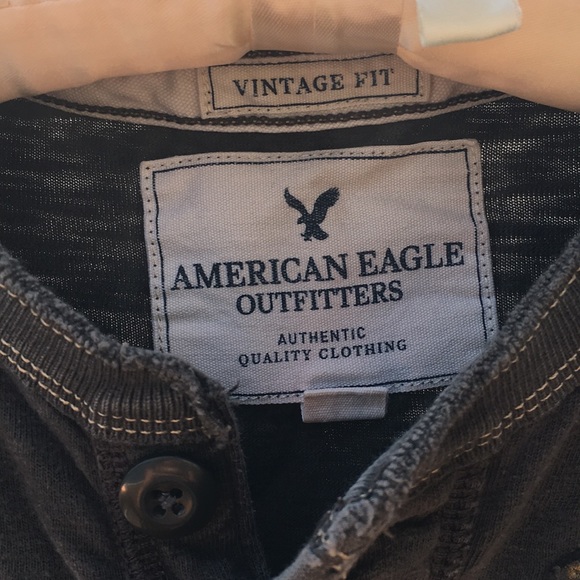 VINTAGE FIT
AMERICAN EAGLE
OUTFITTERS
AUTHENTIC
QUALITY CLOTHING